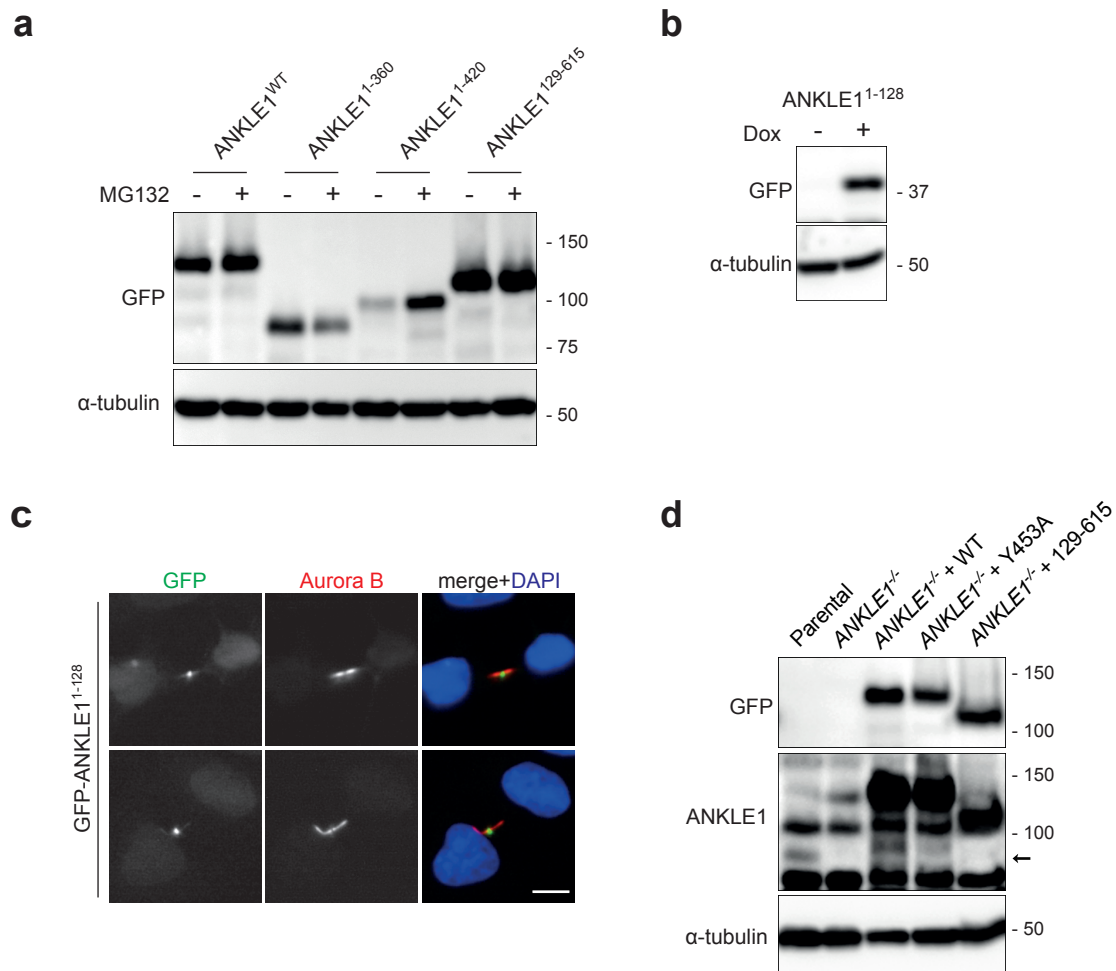 a
ANKLE1WT ANKLE11-360 ANKLE11-420 ANKLE1129-615
MG132 - + - + - + - +
GFP
- 150
- 100
- 75
α-tubulin
- 50
b
ANKLE11-128
Dox - +
GFP
- 37
α-tubulin
- 50
c
GFP Aurora B merge+DAPI
GFP-ANKLE11-128
d
Parental ANKLE1-/- ANKLE1-/- + WT ANKLE1-/- + Y453A ANKLE1-/- + 129-615
GFP
- 150
- 100
ANKLE1
- 150
- 100
←
α-tubulin
- 50